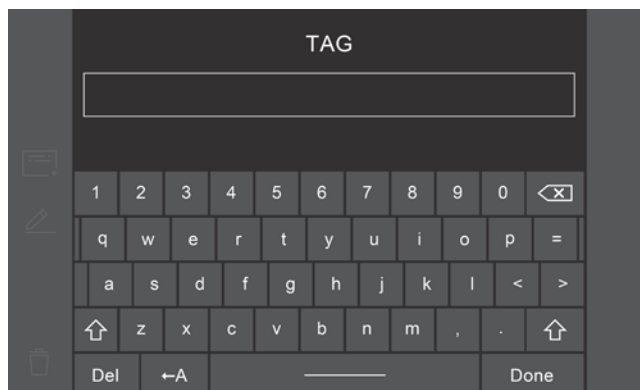 TAG
1 2 3 4 5 6 7 8 9 0
q w e r t y u i o p =
a s d f g h j k l < >
z x c v b n m , .
Del ←A Done